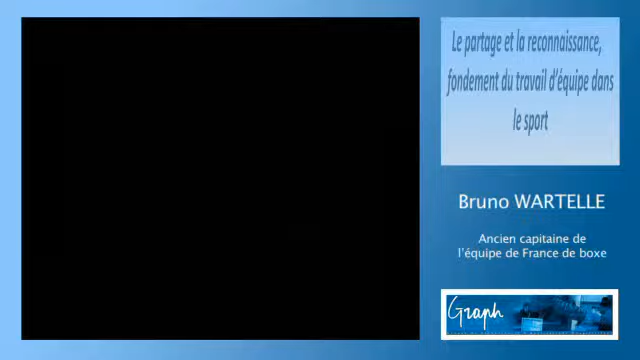 Le partage et la reconnaissance,
fondement du travail d'équipe dans
le sport
Bruno WARTELLE
Ancien capitaine de
l'équipe de France de boxe
Graph